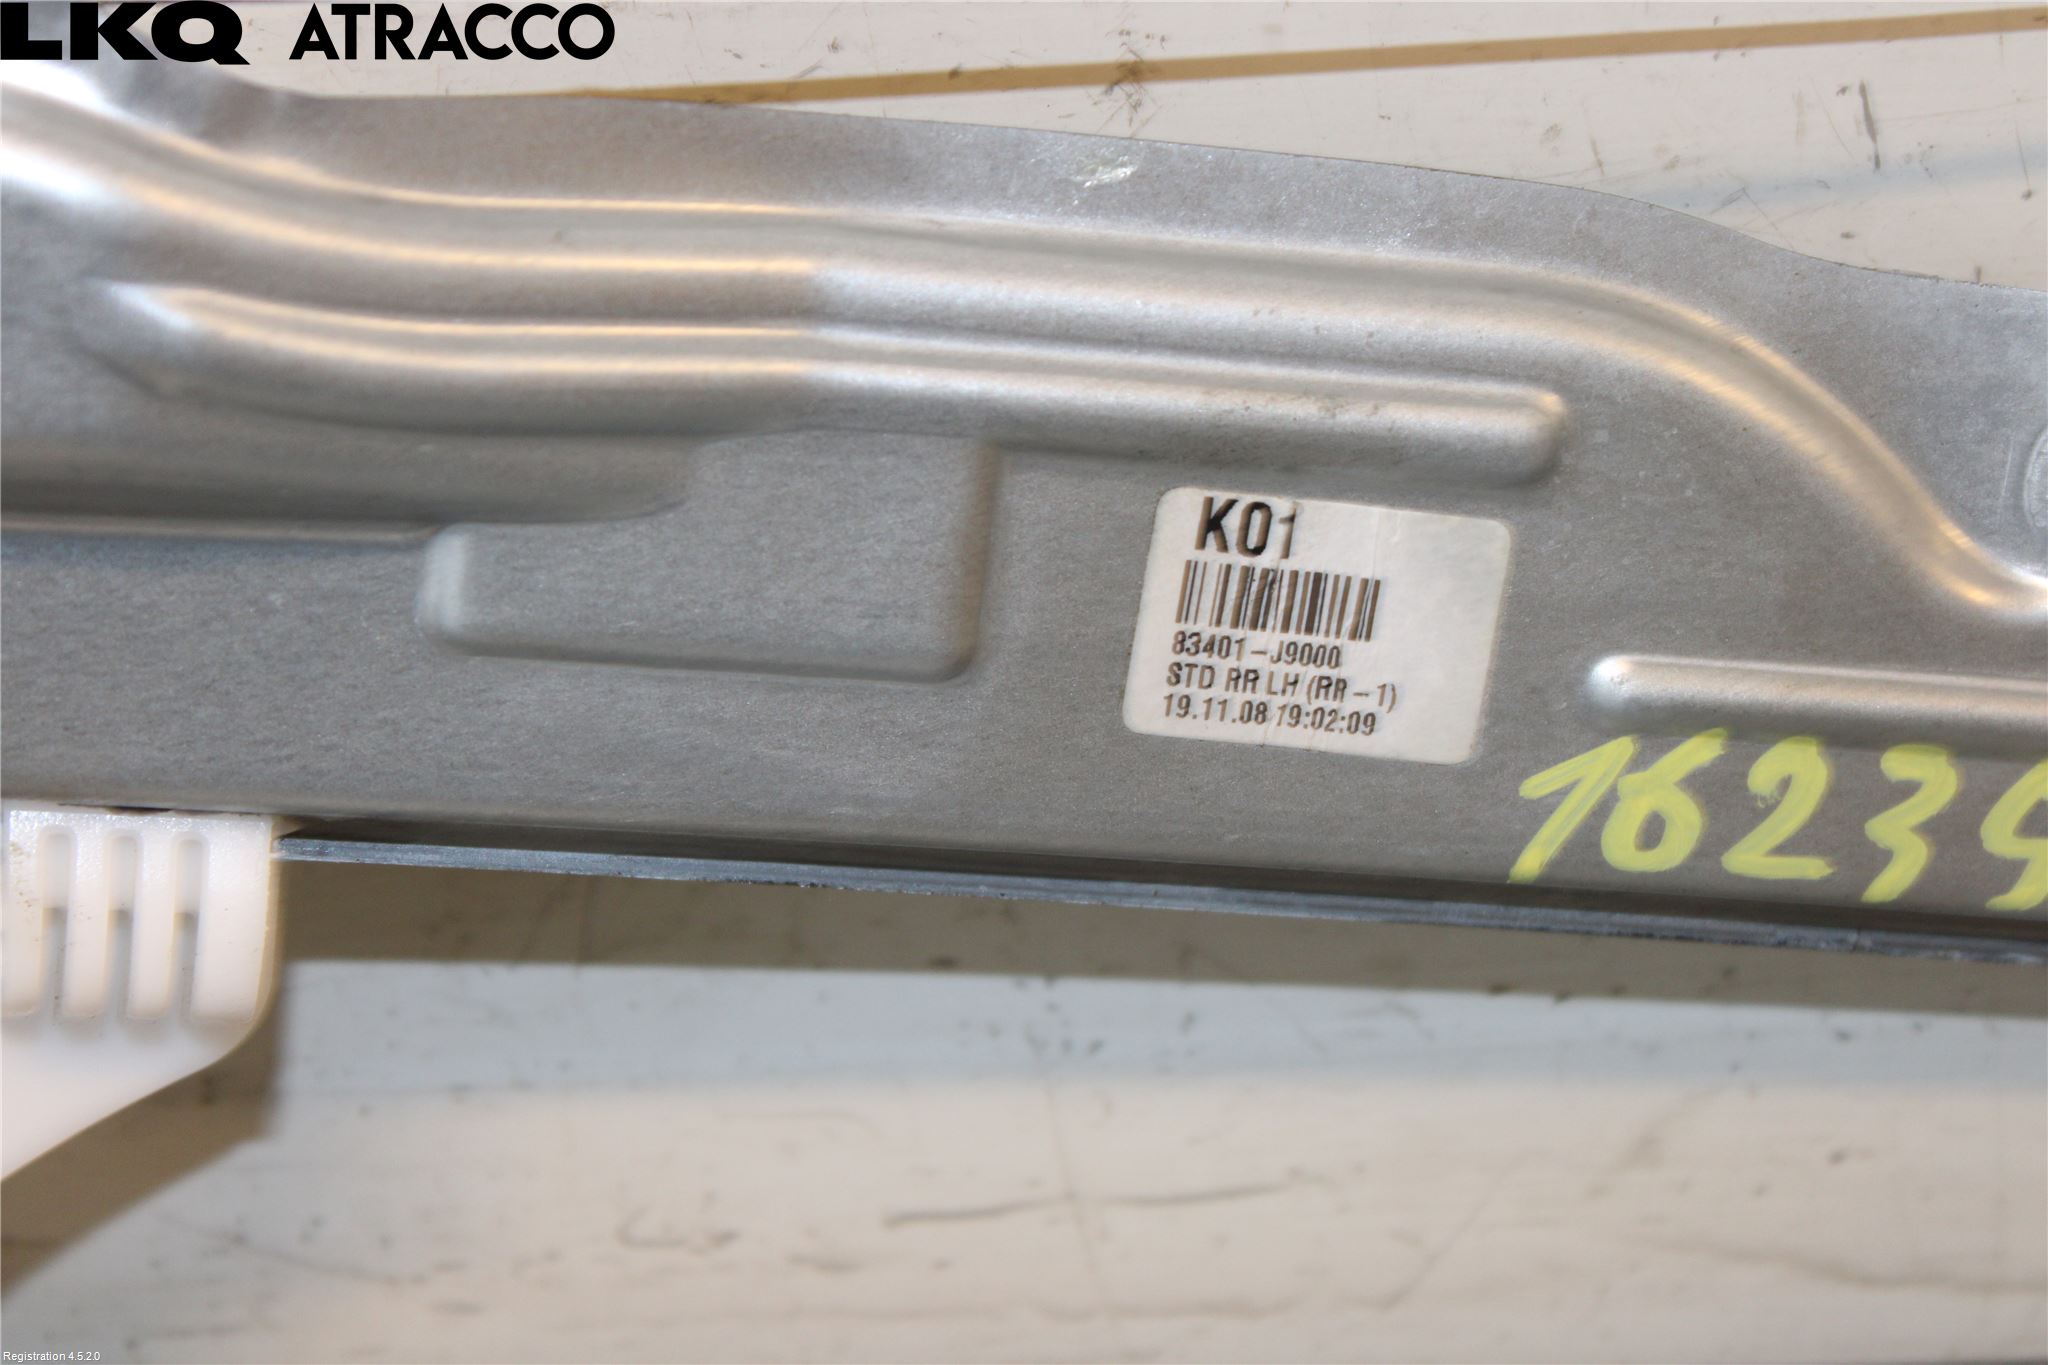 LKQ ATRACCO
K01
83401-J9000
STD RR LH (RR-1)
19.11.08 19:02:09
16239
Registration 4.5.2.0